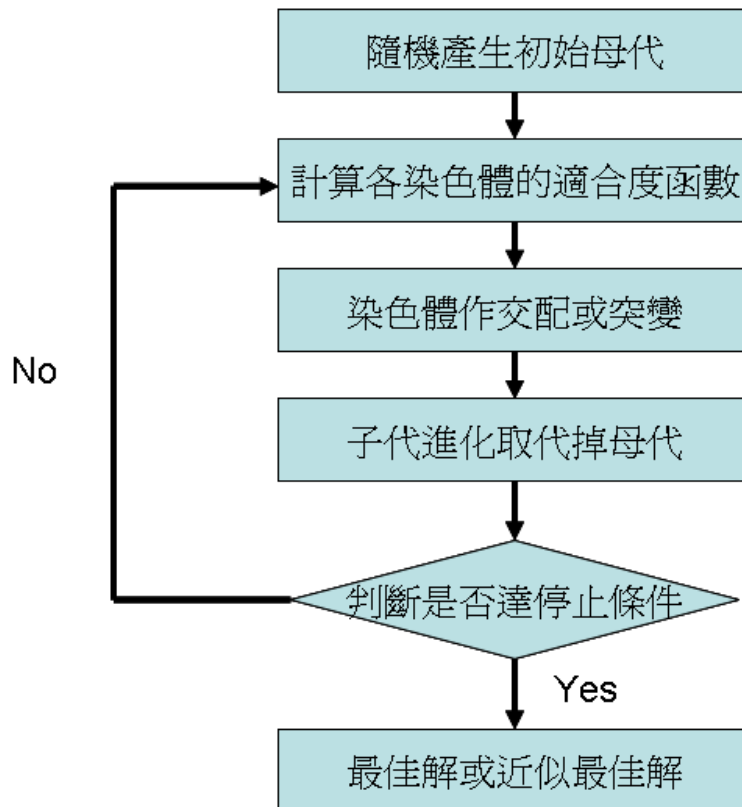 隨機產生初始母代
計算各染色體的適合度函數
染色體作交配或突變
No
子代進化取代掉母代
判斷是否達停止條件
Yes
最佳解或近似最佳解